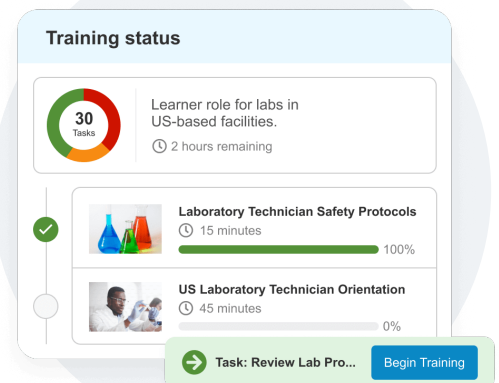 Training status
30
Tasks
Learner role for labs in
US-based facilities.
2 hours remaining
Laboratory Technician Safety Protocols
15 minutes
100%
US Laboratory Technician Orientation
45 minutes
0%
Task: Review Lab Pro...
Begin Training